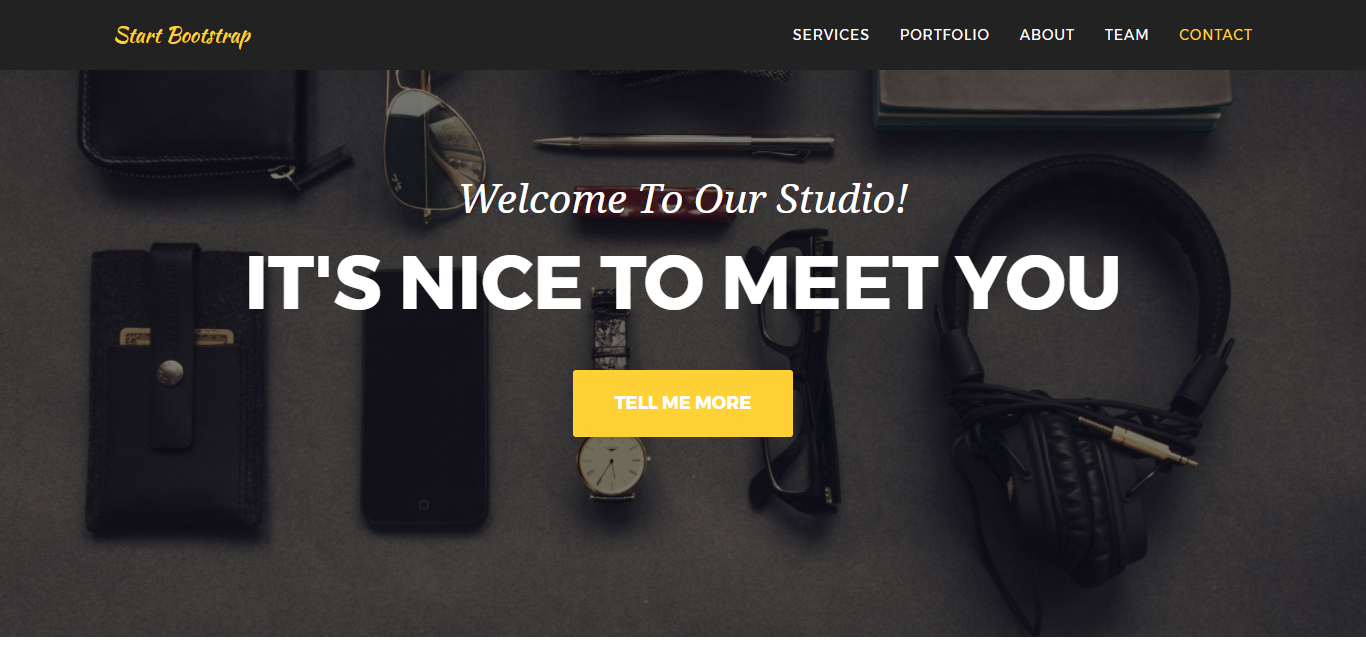 Start Bootstrap
SERVICES PORTFOLIO ABOUT TEAM CONTACT
Welcome To Our Studio!
IT'S NICE TO MEET YOU
TELL ME MORE